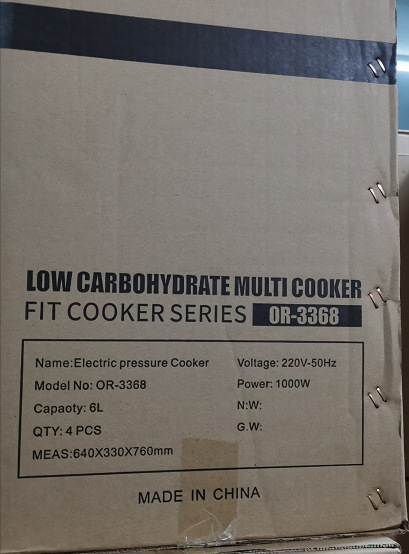 LOW CARBOHYDRATE MULTI COOKER
FIT COOKER SERIES OR-3368
Name:Electric pressure Cooker Voltage: 220V-50Hz
Model No: OR-3368 Power: 1000W
Capaoty: 6L N:W:
QTY: 4 PCS G.W:
MEAS:640X330X760mm
MADE IN CHINA